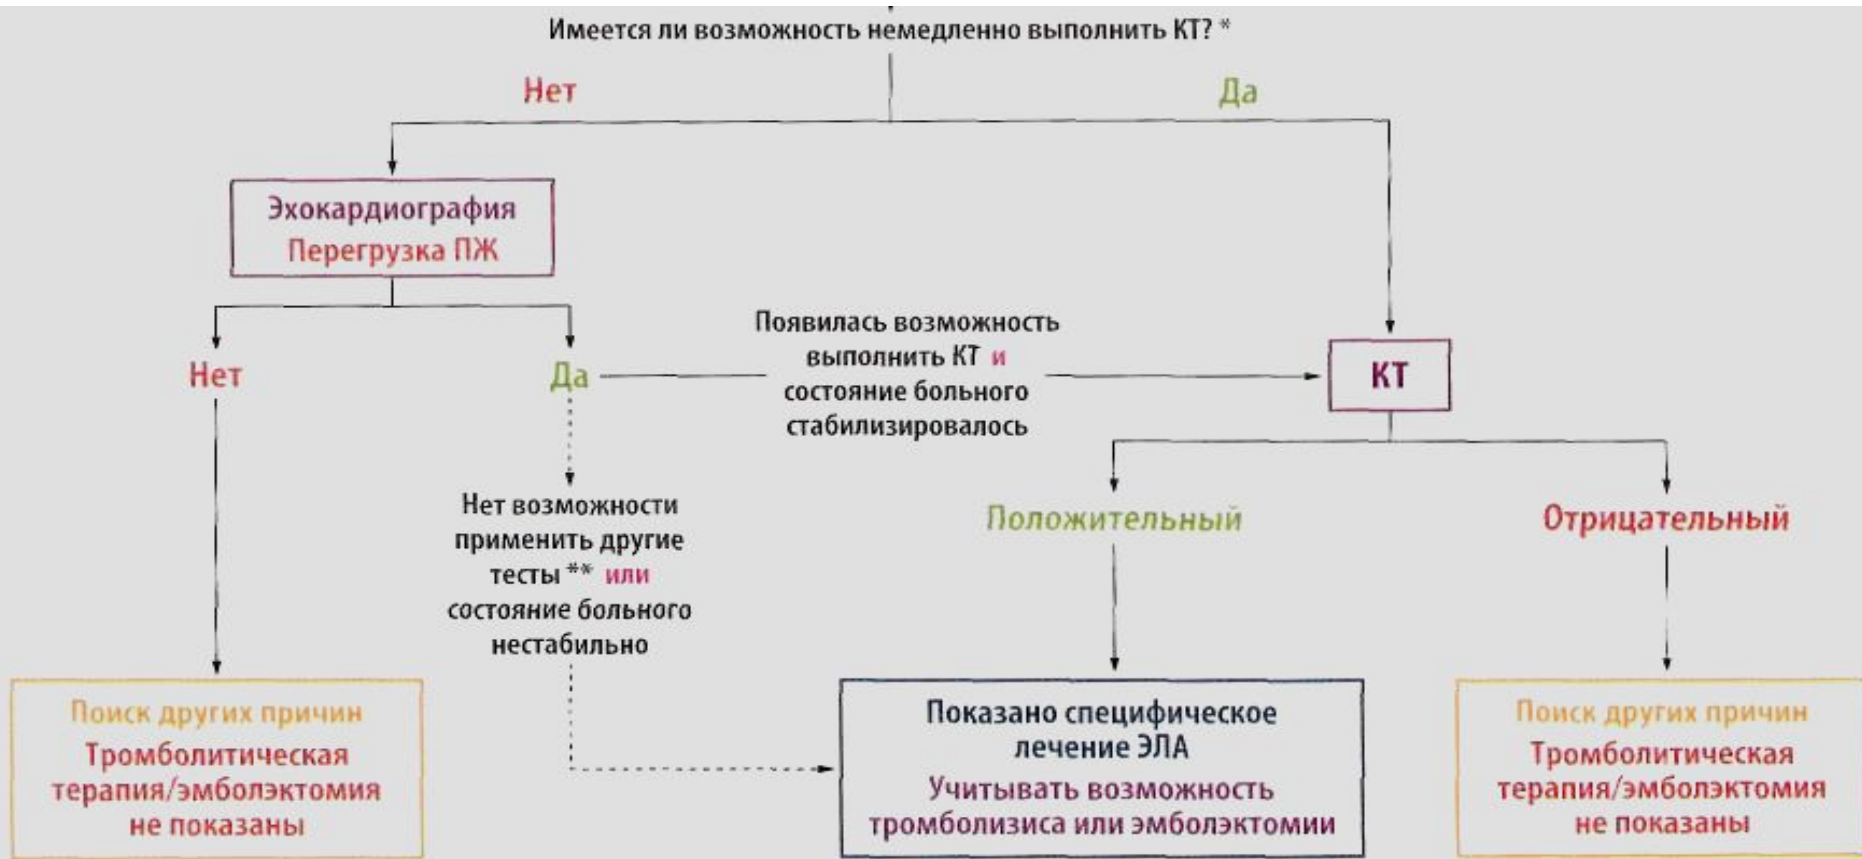 Имеется ли возможность немедленно выполнить КТ? *
Нет
Да
Эхокардиография
Перегрузка ПЖ
Нет
Да
Появилась возможность
выполнить КТ и
состояние больного
стабилизировалось
КТ
Нет возможности
применить другие
тесты ** или
состояние больного
нестабильно
Положительный
Отрицательный
Поиск других причин
Тромболитическая
терапия/эмболэктомия
не показаны
Показано специфическое
лечение ЭЛА
Учитывать возможность
тромболизиса или эмболэктомии
Поиск других причин
Тромболитическая
терапия/эмболэктомия
не показаны